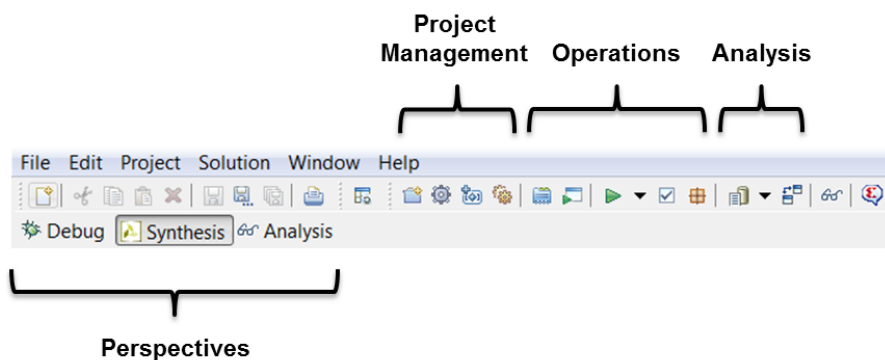 Project
Management Operations Analysis
File Edit Project Solution Window Help
Debug Synthesis Analysis
Perspectives